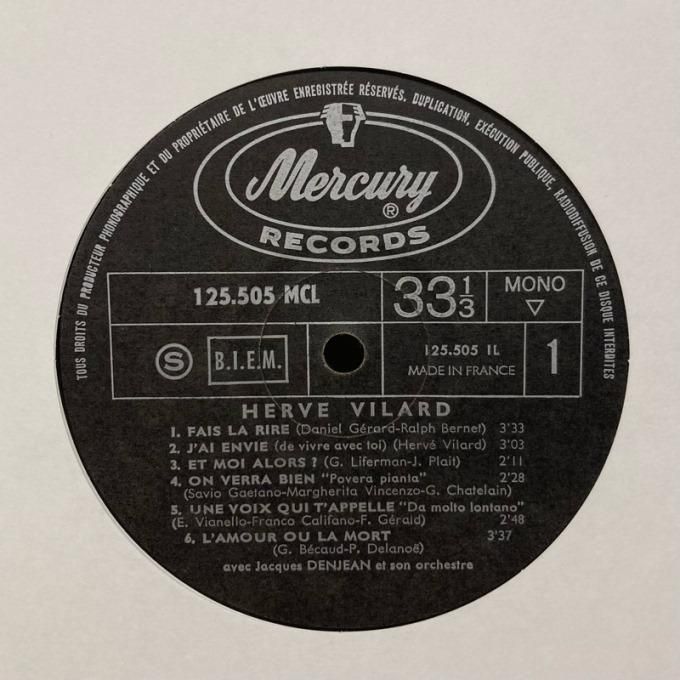 TOUS DROITS DU PRODUCTEUR PHONOGRAPHIQUE ET DU PROPRIÉTAIRE DE L'ŒUVRE ENREGISTRÉE RÉSERVÉS. DUPLICATION, EXÉCUTION PUBLIQUE, RADIODIFFUSION DE CE DISQUE INTERDITES
Mercury ®
RECORDS
125.505 MCL 33 1/3 MONO ▽
S B.I.E.M. 125.505 1L 1
MADE IN FRANCE
HERVE VILARD
1. FAIS LA RIRE (Daniel Gérard-Ralph Bernet) 3'33
2. J'AI ENVIE (de vivre avec toi) (Hervé Vilard) 3'03
3. ET MOI ALORS ? (G. Liferman-J. Plait) 2'11
4. ON VERRA BIEN "Povera pianta" 2'28
(Savio Gaetano-Margherita Vincenzo-G. Chatelain)
5. UNE VOIX QUI T'APPELLE "Da molto lontano"
(E. Vianello-Franco Califano-F. Gérald) 2'48
6. L'AMOUR OU LA MORT 3'37
(G. Bécaud-P. Delanoë)
avec Jacques DENJEAN et son orchestre